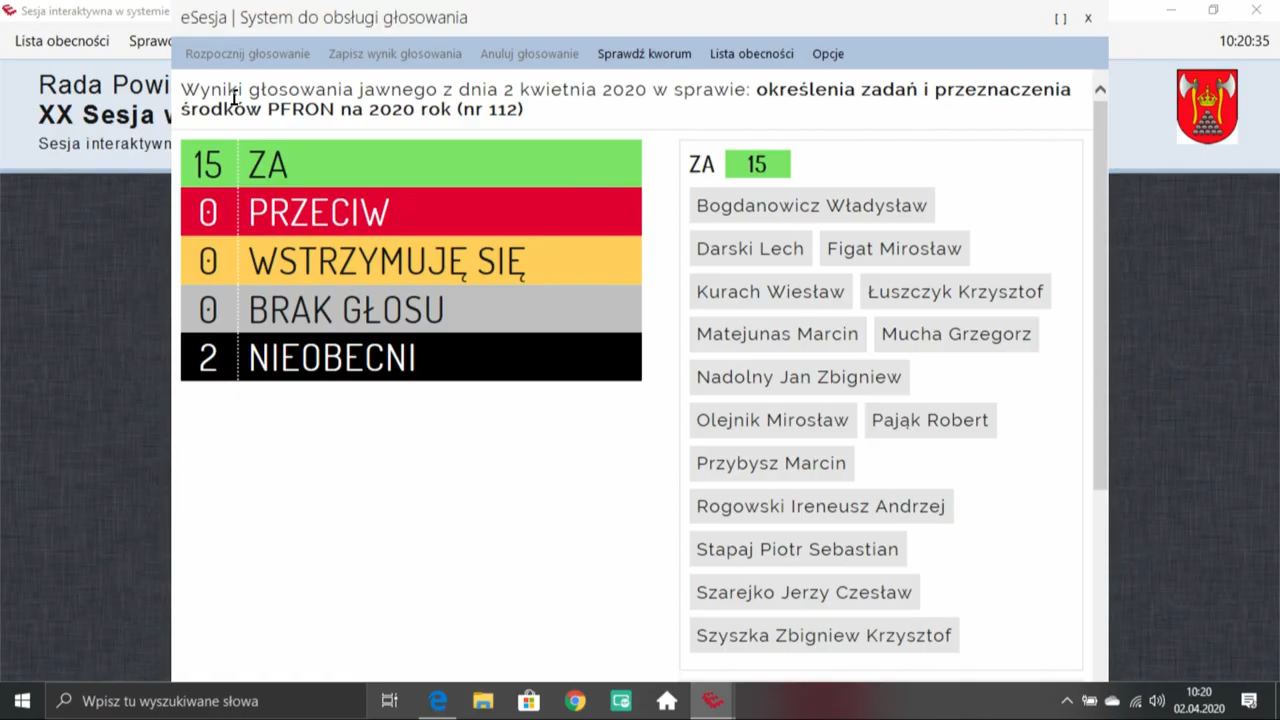 Sesja interaktywna w systemie
eSesja | System do obsługi głosowania
[ ] x
Lista obecności
Rozpocznij głosowanie Zapisz wynik głosowania Anuluj głosowanie Sprawdź kworum Lista obecności Opcje
10:20:35
Rada Powi
XX Sesja
Sesja interaktywn
Wyniki głosowania jawnego z dnia 2 kwietnia 2020 w sprawie: określenia zadań i przeznaczenia
środków PFRON na 2020 rok (nr 112)
15 ZA
0 PRZECIW
0 WSTRZYMUJĘ SIĘ
0 BRAK GŁOSU
2 NIEOBECNI
ZA 15
Bogdanowicz Władysław
Darski Lech Figat Mirosław
Kurach Wiesław Łuszczyk Krzysztof
Matejunas Marcin Mucha Grzegorz
Nadolny Jan Zbigniew
Olejnik Mirosław Pająk Robert
Przybysz Marcin
Rogowski Ireneusz Andrzej
Stapaj Piotr Sebastian
Szarejko Jerzy Czesław
Szyszka Zbigniew Krzysztof
Wpisz tu wyszukiwane słowa
10:20
02.04.2020